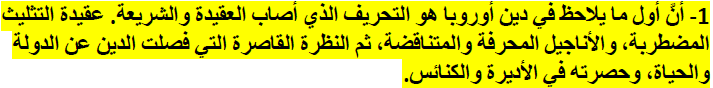 1- أنَّ أول ما يلاحظ في دين أوروبا هو التحريف الذي أصاب العقيدة والشريعة. عقيدة التثليث
المضطربة، والأناجيل المحرفة والمتناقضة، ثم النظرة القاصرة التي فصلت الدين عن الدولة
والحياة، وحصرته في الأديرة والكنائس.